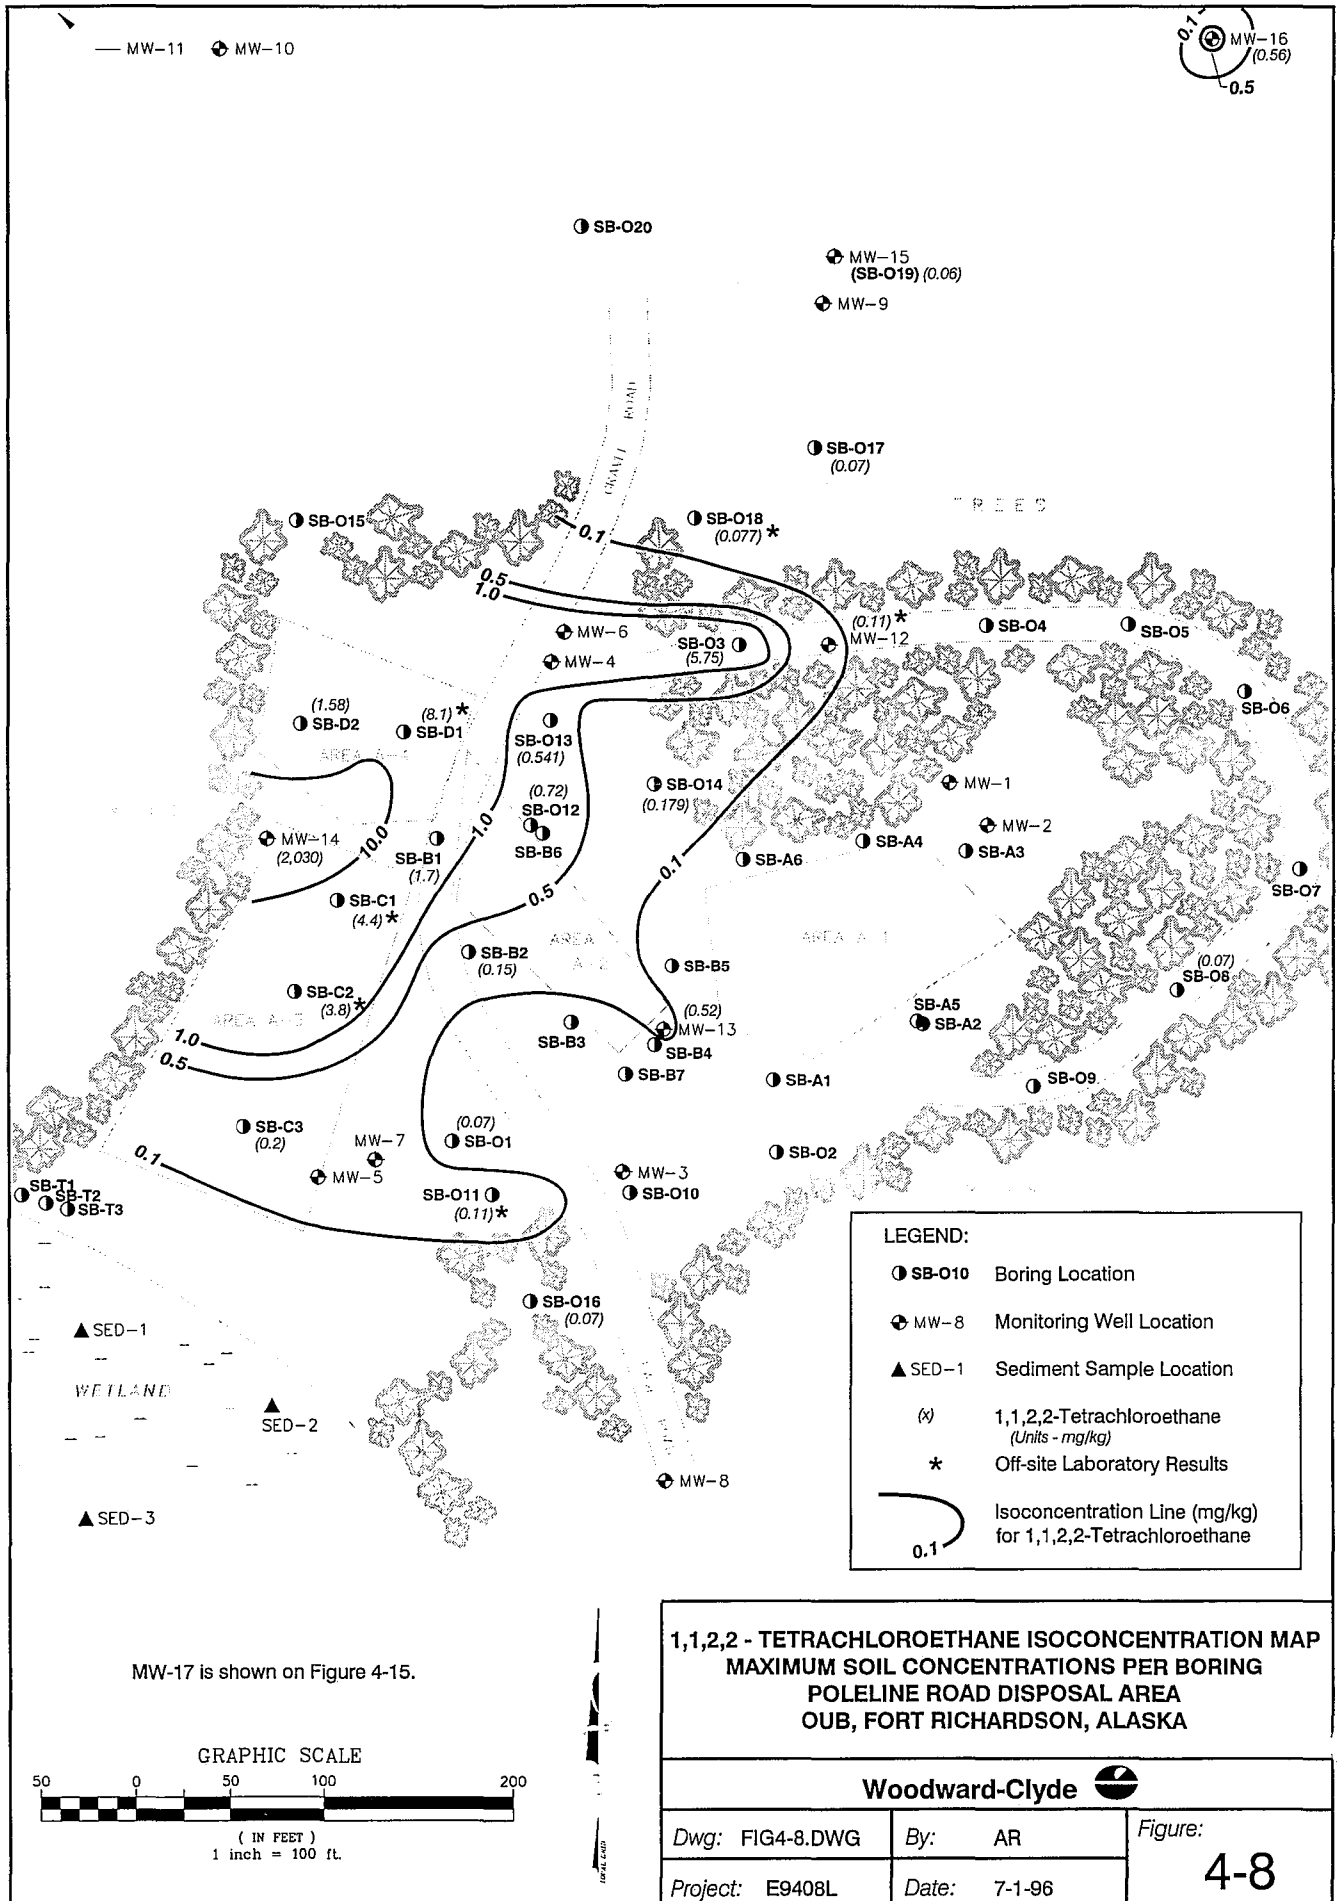 MW-11
MW-10
0.1
MW-16
(0.56)
0.5
SB-O20
MW-15
(SB-O19) (0.06)
MW-9
GRAVEL ROAD
SB-O17
(0.07)
TREES
SB-O15
SB-O18
(0.077) *
0.1
0.5
1.0
MW-6
MW-4
SB-O3
(5.75)
(0.11) *
MW-12
SB-O4
SB-O5
SB-O6
(1.58)
SB-D2
(8.1) *
SB-D1
SB-O13
(0.541)
SB-O14
(0.179)
MW-1
(0.72)
SB-O12
SB-B6
MW-14
(2,030)
10.0
SB-B1
(1.7)
1.0
MW-2
SB-A3
SB-A4
SB-A6
SB-O7
0.1
0.5
SB-C1
(4.4) *
AREA
A-2
AREA A-1
SB-B2
(0.15)
SB-B5
(0.07)
SB-O8
SB-C2
(3.8) *
AREA A-3
(0.52)
MW-13
SB-B3
SB-B4
SB-B7
SB-A5
SB-A2
1.0
0.5
SB-A1
SB-O9
SB-C3
(0.2)
MW-7
MW-5
(0.07)
SB-O1
SB-O2
0.1
SB-T1
SB-T2
SB-T3
MW-3
SB-O10
SB-O11
(0.11) *
SB-O16
(0.07)
SED-1
WETLAND
SED-2
SED-3
MW-8
LEGEND:
SB-O10 Boring Location
MW-8 Monitoring Well Location
SED-1 Sediment Sample Location
(x) 1,1,2,2-Tetrachloroethane
(Units - mg/kg)
* Off-site Laboratory Results
Isoconcentration Line (mg/kg)
0.1 for 1,1,2,2-Tetrachloroethane
MW-17 is shown on Figure 4-15.
GRAPHIC SCALE
50 0 50 100 200
( IN FEET )
1 inch = 100 ft.
1,1,2,2 - TETRACHLOROETHANE ISOCONCENTRATION MAP
MAXIMUM SOIL CONCENTRATIONS PER BORING
POLELINE ROAD DISPOSAL AREA
OUB, FORT RICHARDSON, ALASKA
Woodward-Clyde
Dwg: FIG4-8.DWG By: AR Figure:
4-8
Project: E9408L Date: 7-1-96